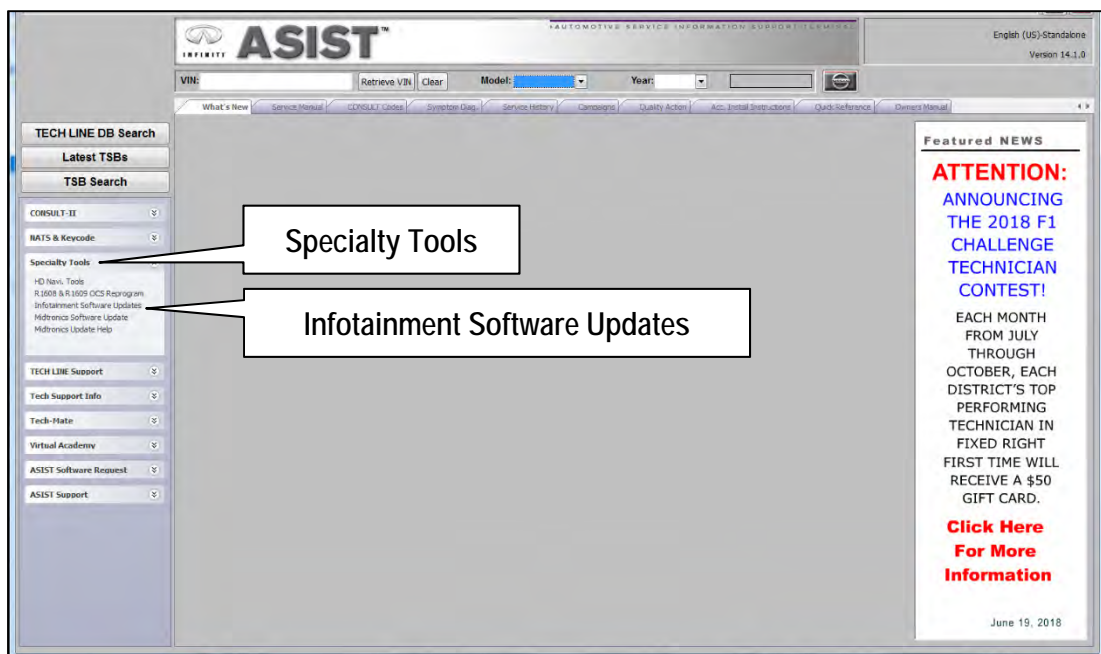 INFINITI
ASIST™
AUTOMOTIVE SERVICE INFORMATION SUPPORT TERMINAL
English (US)-Standalone
Version 14.1.0
VIN: Retrieve VIN Clear Model: Year:
What's New Service Manual CONSULT Codes Symptom Diag. Service History Campaigns Quality Action Acc. Install Instructions Quick Reference Owners Manual
TECH LINE DB Search
Latest TSBs
TSB Search
CONSULT-II
NATS & Keycode
Specialty Tools
HD Navi. Tools
R1608 & R1609 OCS Reprogram
Infotainment Software Updates
Midtronics Software Update
Midtronics Update Help
TECH LINE Support
Tech Support Info
Tech-Mate
Virtual Academy
ASIST Software Request
ASIST Support
Specialty Tools
Infotainment Software Updates
Featured NEWS
ATTENTION:
ANNOUNCING
THE 2018 F1
CHALLENGE
TECHNICIAN
CONTEST!
EACH MONTH
FROM JULY
THROUGH
OCTOBER, EACH
DISTRICT'S TOP
PERFORMING
TECHNICIAN IN
FIXED RIGHT
FIRST TIME WILL
RECEIVE A $50
GIFT CARD.
Click Here
For More
Information
June 19, 2018